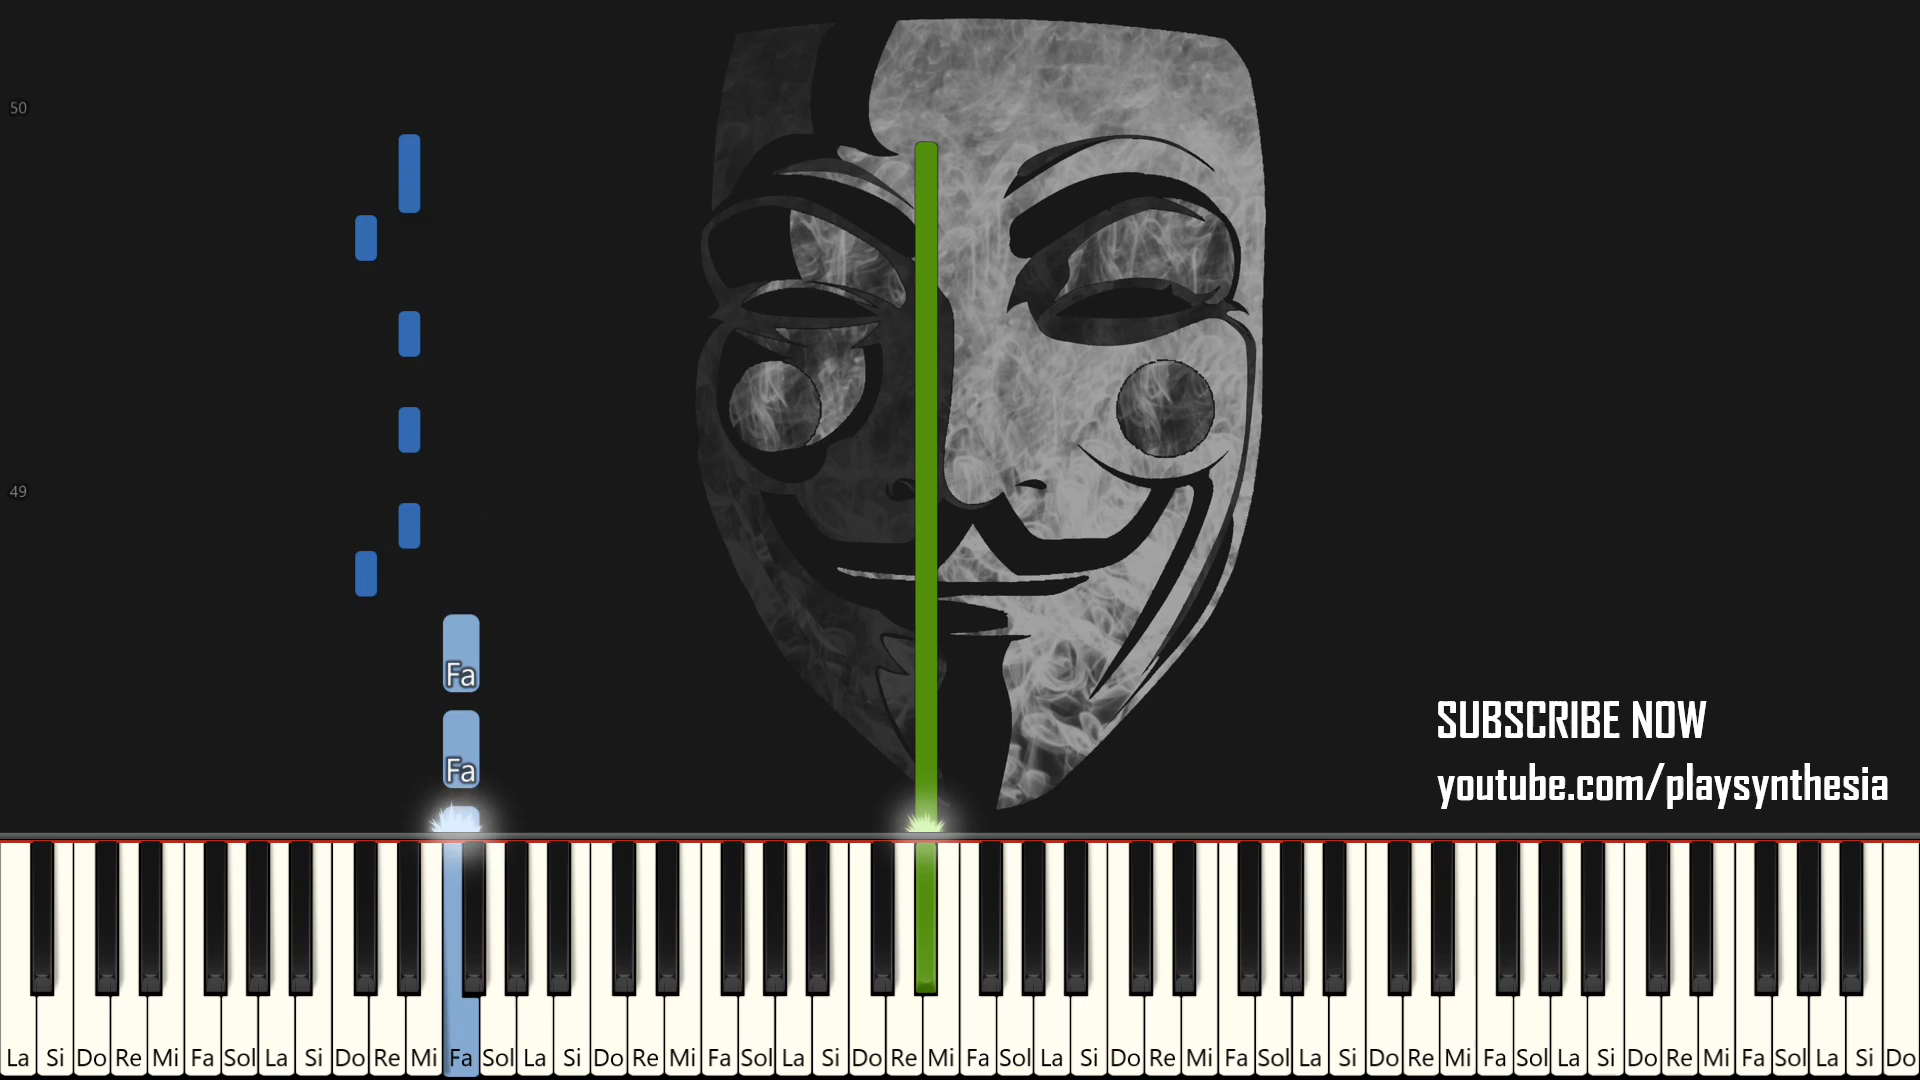 50
49
Fa
Fa
SUBSCRIBE NOW
youtube.com/playsynthesia
La Si Do Re Mi Fa Sol La Si Do Re Mi Fa Sol La Si Do Re Mi Fa Sol La Si Do Re Mi Fa Sol La Si Do Re Mi Fa Sol La Si Do Re Mi Fa Sol La Si Do Re Mi Fa Sol La Si Do